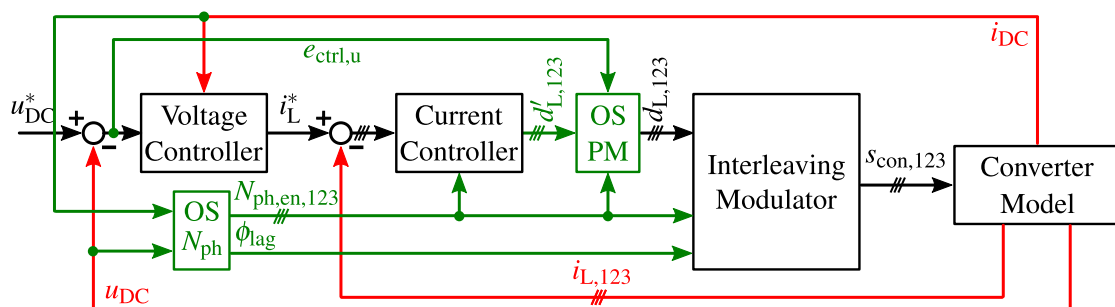 i_DC
e_ctrl,u
u*_DC
+
-
Voltage
Controller
i*_L
+
-
Current
Controller
d'_L,123
OS
PM
d_L,123
Interleaving
Modulator
s_con,123
Converter
Model
OS
N_ph
N_ph,en,123
ϕ_lag
u_DC
i_L,123